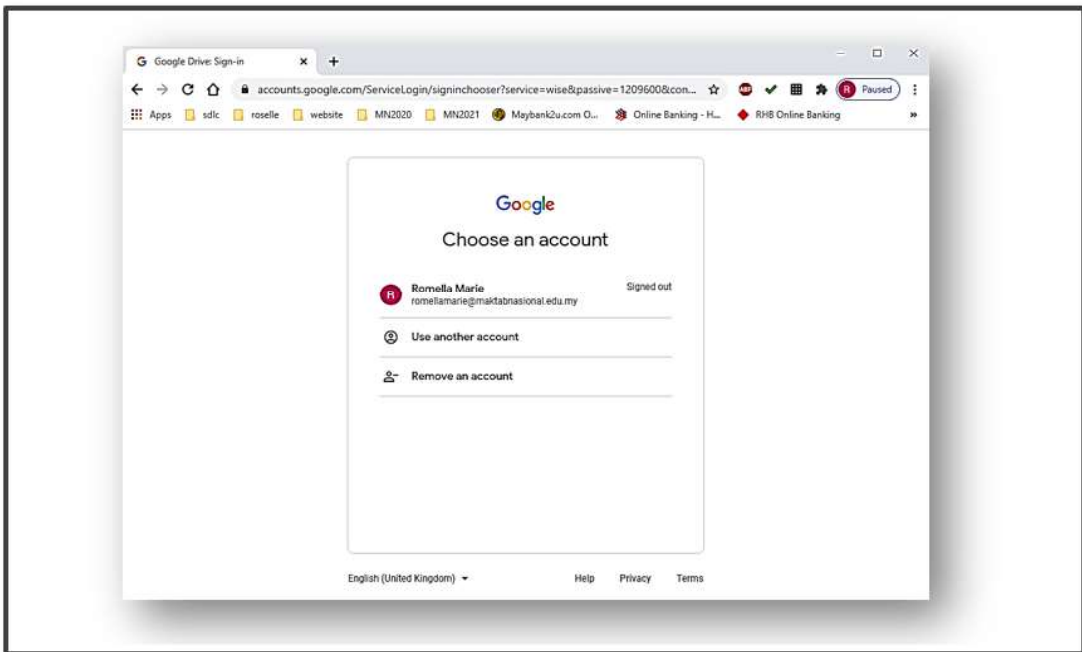 Google Drive: Sign-in
accounts.google.com/ServiceLogin/signinchooser?service=wise&passive=1209600&con...
ABP
R Paused
Apps sdlc roselle website MN2020 MN2021 Maybank2u.com O... Online Banking - H... RHB Online Banking »
Google
Choose an account
R
Romella Marie Signed out
romellamarie@maktabnasional.edu.my
Use another account
Remove an account
English (United Kingdom) Help Privacy Terms